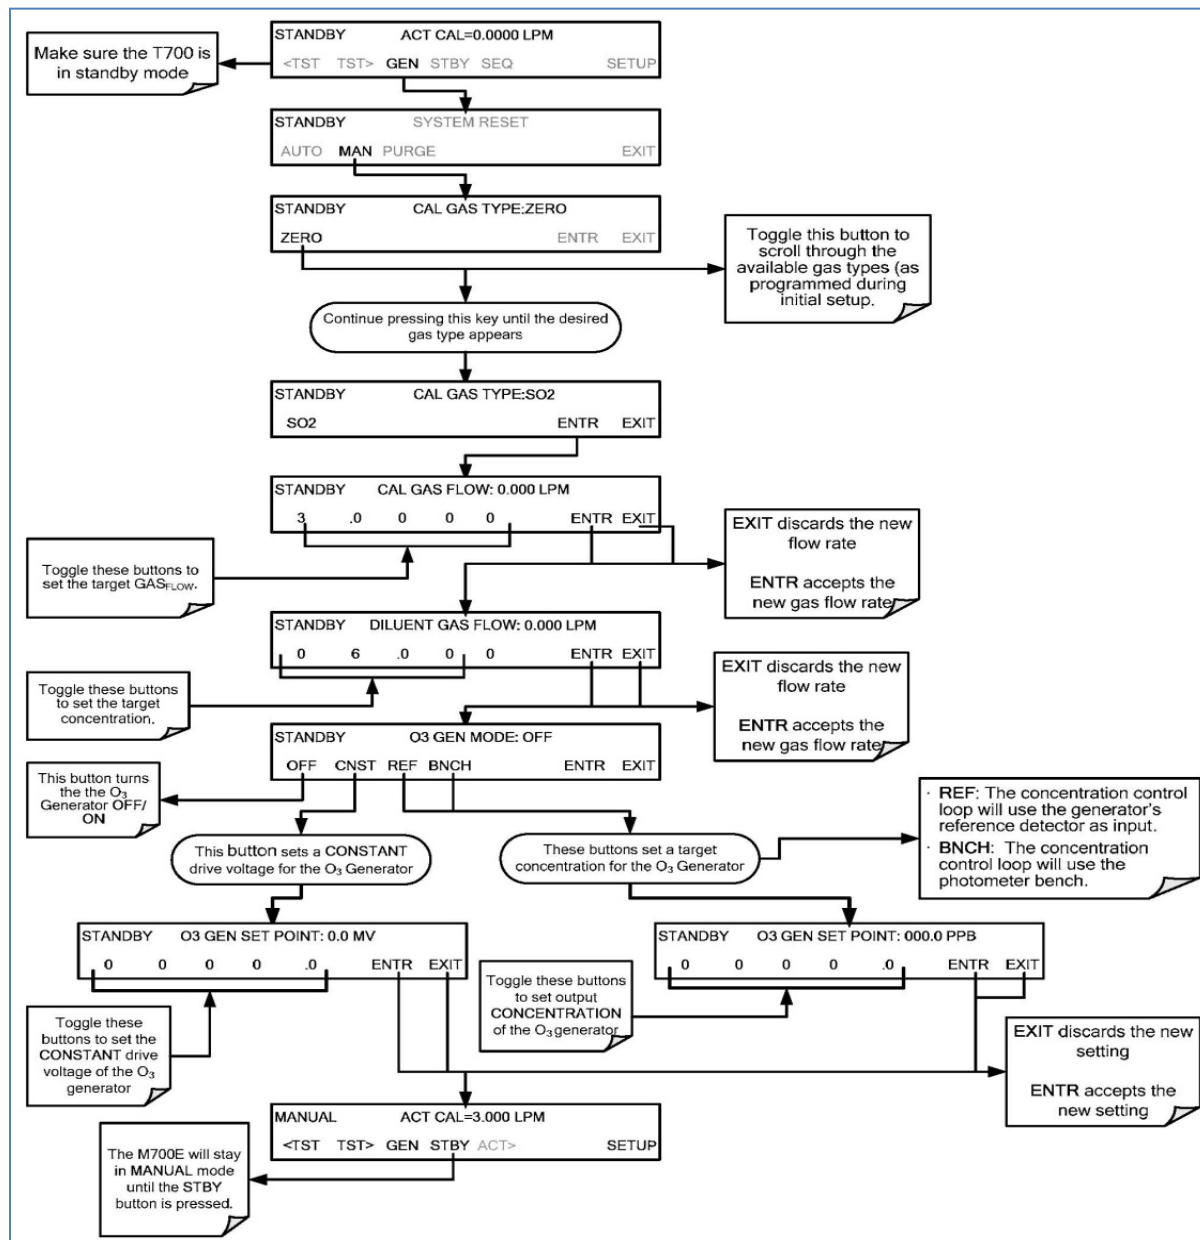 Make sure the T700 is
in standby mode
STANDBY ACT CAL=0.0000 LPM
<TST TST> GEN STBY SEQ SETUP
STANDBY SYSTEM RESET
AUTO MAN PURGE EXIT
STANDBY CAL GAS TYPE:ZERO
ZERO ENTR EXIT
Toggle this button to
scroll through the
available gas types (as
programmed during
initial setup.
Continue pressing this key until the desired
gas type appears
STANDBY CAL GAS TYPE:SO2
SO2 ENTR EXIT
STANDBY CAL GAS FLOW: 0.000 LPM
3 .0 0 0 0 ENTR EXIT
EXIT discards the new
flow rate
ENTR accepts the
new gas flow rate
Toggle these buttons to
set the target GASFLOW.
STANDBY DILUENT GAS FLOW: 0.000 LPM
0 6 .0 0 0 ENTR EXIT
EXIT discards the new
flow rate
ENTR accepts the
new gas flow rate
Toggle these buttons
to set the target
concentration.
STANDBY O3 GEN MODE: OFF
OFF CNST REF BNCH ENTR EXIT
This button turns
the the O3
Generator OFF/
ON
· REF: The concentration control
loop will use the generator's
reference detector as input.
· BNCH: The concentration
control loop will use the
photometer bench.
This button sets a CONSTANT
drive voltage for the O3 Generator
These buttons set a target
concentration for the O3 Generator
STANDBY O3 GEN SET POINT: 0.0 MV
0 0 0 0 .0 ENTR EXIT
STANDBY O3 GEN SET POINT: 000.0 PPB
0 0 0 0 .0 ENTR EXIT
Toggle these buttons
to set output
CONCENTRATION
of the O3 generator
Toggle these
buttons to set the
CONSTANT drive
voltage of the O3
generator
EXIT discards the new
setting
ENTR accepts the
new setting
MANUAL ACT CAL=3.000 LPM
<TST TST> GEN STBY ACT> SETUP
The M700E will stay
in MANUAL mode
until the STBY
button is pressed.